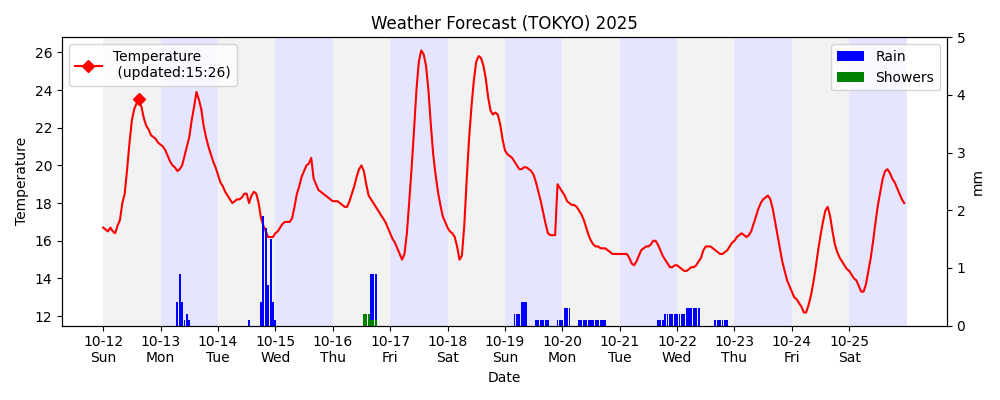 Weather Forecast (TOKYO) 2025
Temperature
(updated:15:26)
Rain
Showers
Temperature
26
24
22
20
18
16
14
12
5
4
3
2
1
0
mm
10-12 10-13 10-14 10-15 10-16 10-17 10-18 10-19 10-20 10-21 10-22 10-23 10-24 10-25
Sun Mon Tue Wed Thu Fri Sat Sun Mon Tue Wed Thu Fri Sat
Date